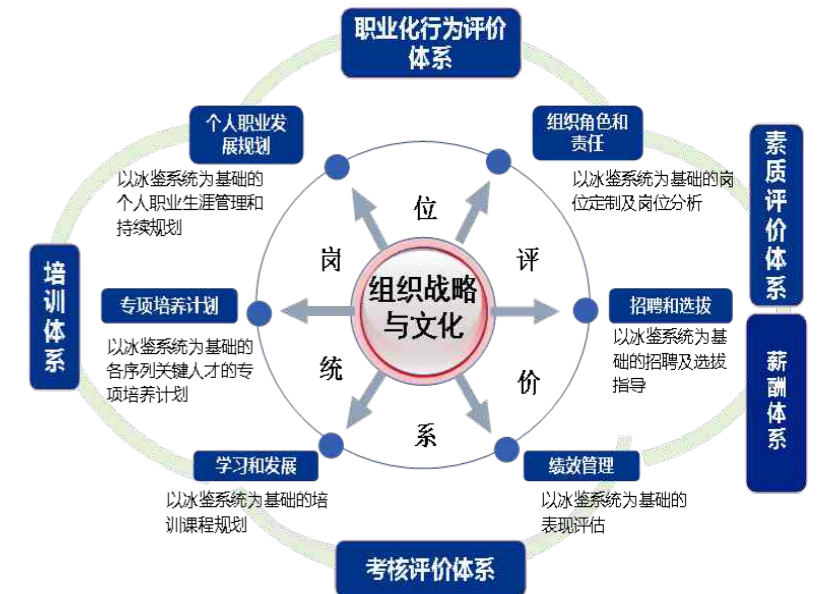 职业化行为评价
体系
个人职业发
展规划
以冰鉴系统为基础的
个人职业生涯管理和
持续规划
组织角色和
责任
以冰鉴系统为基础的岗
位定制及岗位分析
素质评价体系
岗
位
评
价
系
统
组织战略
与文化
培训体系
专项培养计划
以冰鉴系统为基础的
各序列关键人才的专
项培养计划
招聘和选拔
以冰鉴系统为基
础的招聘及选拔
指导
薪酬体系
学习和发展
以冰鉴系统为基础的培
训课程规划
绩效管理
以冰鉴系统为基础的
表现评估
考核评价体系